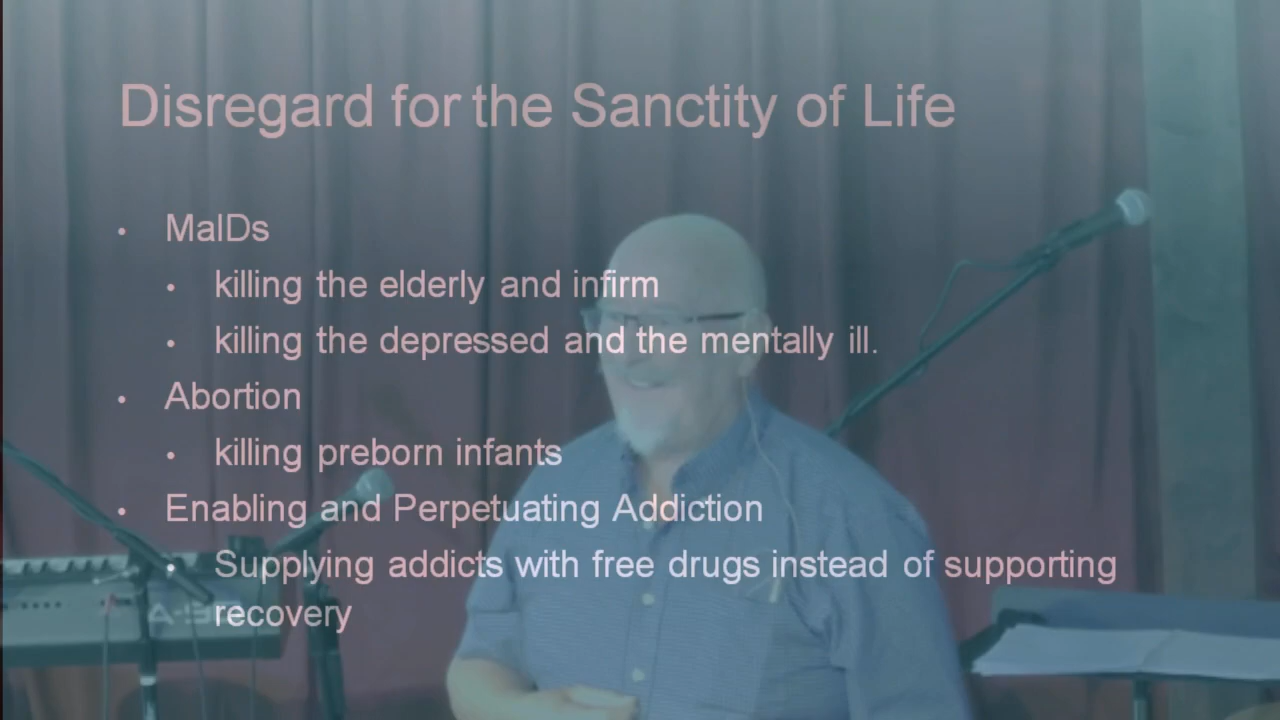 Disregard for the Sanctity of Life
• MaIDs
• killing the elderly and infirm
• killing the depressed and the mentally ill.
• Abortion
• killing preborn infants
• Enabling and Perpetuating Addiction
• Supplying addicts with free drugs instead of supporting
recovery